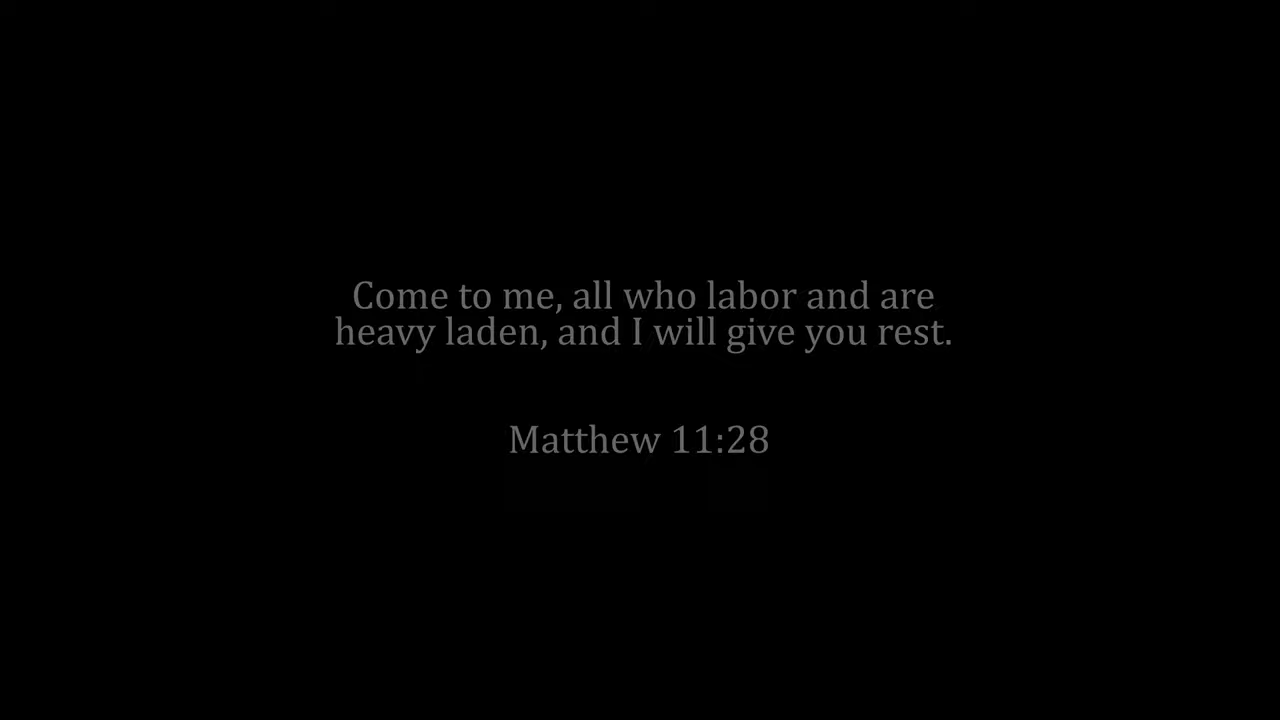 Come to me, all who labor and are
heavy laden, and I will give you rest.
Matthew 11:28